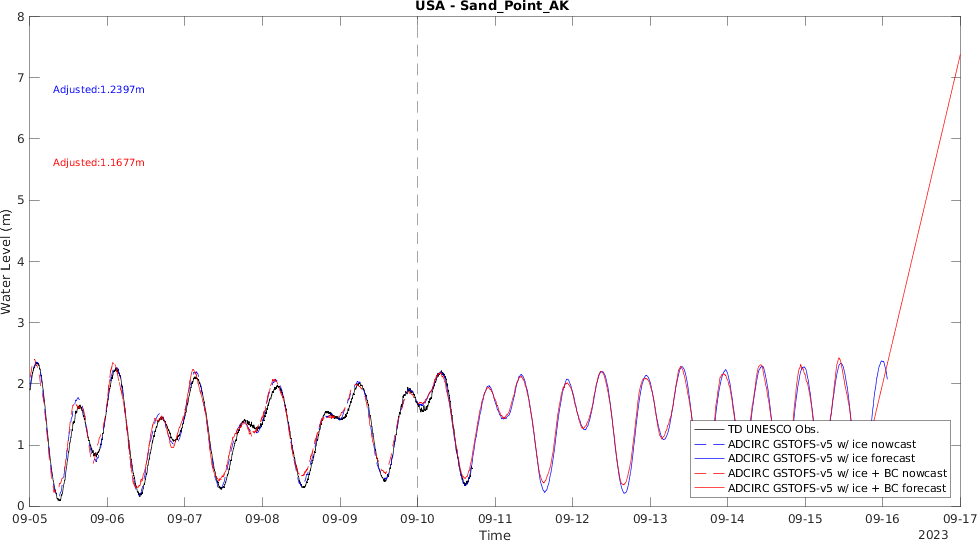 USA - Sand_Point_AK
8
7
6
5
4
3
2
1
0
Water Level (m)
Adjusted:1.2397m
Adjusted:1.1677m
TD UNESCO Obs.
ADCIRC GSTOFS-v5 w/ ice nowcast
ADCIRC GSTOFS-v5 w/ ice forecast
ADCIRC GSTOFS-v5 w/ ice + BC nowcast
ADCIRC GSTOFS-v5 w/ ice + BC forecast
09-05 09-06 09-07 09-08 09-09 09-10 09-11 09-12 09-13 09-14 09-15 09-16 09-17
Time
2023